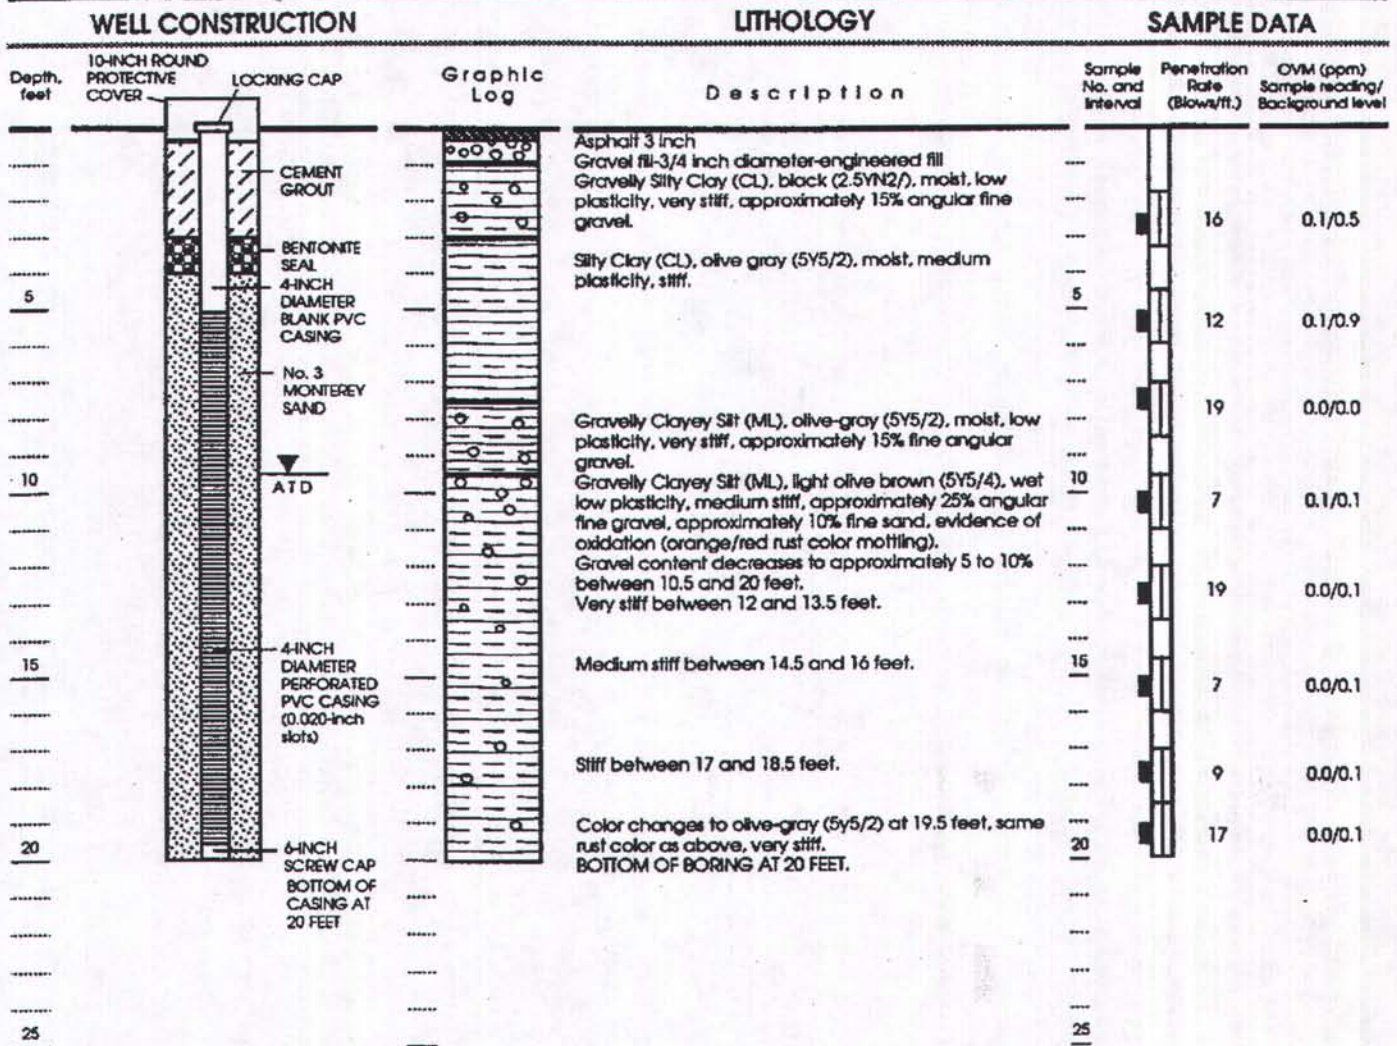 WELL CONSTRUCTION
LITHOLOGY
SAMPLE DATA
Depth,
feet
10-INCH ROUND
PROTECTIVE
COVER
LOCKING CAP
Graphic
Log
Description
Sample
No. and
Interval
Penetration
Rate
(Blows/ft.)
OVM (ppm)
Sample reading/
Background level
CEMENT
GROUT
BENTONITE
SEAL
4-INCH
DIAMETER
BLANK PVC
CASING
No. 3
MONTEREY
SAND
ATD
4-INCH
DIAMETER
PERFORATED
PVC CASING
(0.020-inch
slots)
6-INCH
SCREW CAP
BOTTOM OF
CASING AT
20 FEET
5
10
15
20
25
Asphalt 3 inch
Gravel fill-3/4 inch diameter-engineered fill
Gravelly Silty Clay (CL), black (2.5YN2/), moist, low
plasticity, very stiff, approximately 15% angular fine
gravel.
Silty Clay (CL), olive gray (5Y5/2), moist, medium
plasticity, stiff.
Gravelly Clayey Silt (ML), olive-gray (5Y5/2), moist, low
plasticity, very stiff, approximately 15% fine angular
gravel.
Gravelly Clayey Silt (ML), light olive brown (5Y5/4), wet
low plasticity, medium stiff, approximately 25% angular
fine gravel, approximately 10% fine sand, evidence of
oxidation (orange/red rust color mottling).
Gravel content decreases to approximately 5 to 10%
between 10.5 and 20 feet.
Very stiff between 12 and 13.5 feet.
Medium stiff between 14.5 and 16 feet.
Stiff between 17 and 18.5 feet.
Color changes to olive-gray (5y5/2) at 19.5 feet, same
rust color as above, very stiff.
BOTTOM OF BORING AT 20 FEET.
5
10
15
20
25
16 0.1/0.5
12 0.1/0.9
19 0.0/0.0
7 0.1/0.1
19 0.0/0.1
7 0.0/0.1
9 0.0/0.1
17 0.0/0.1